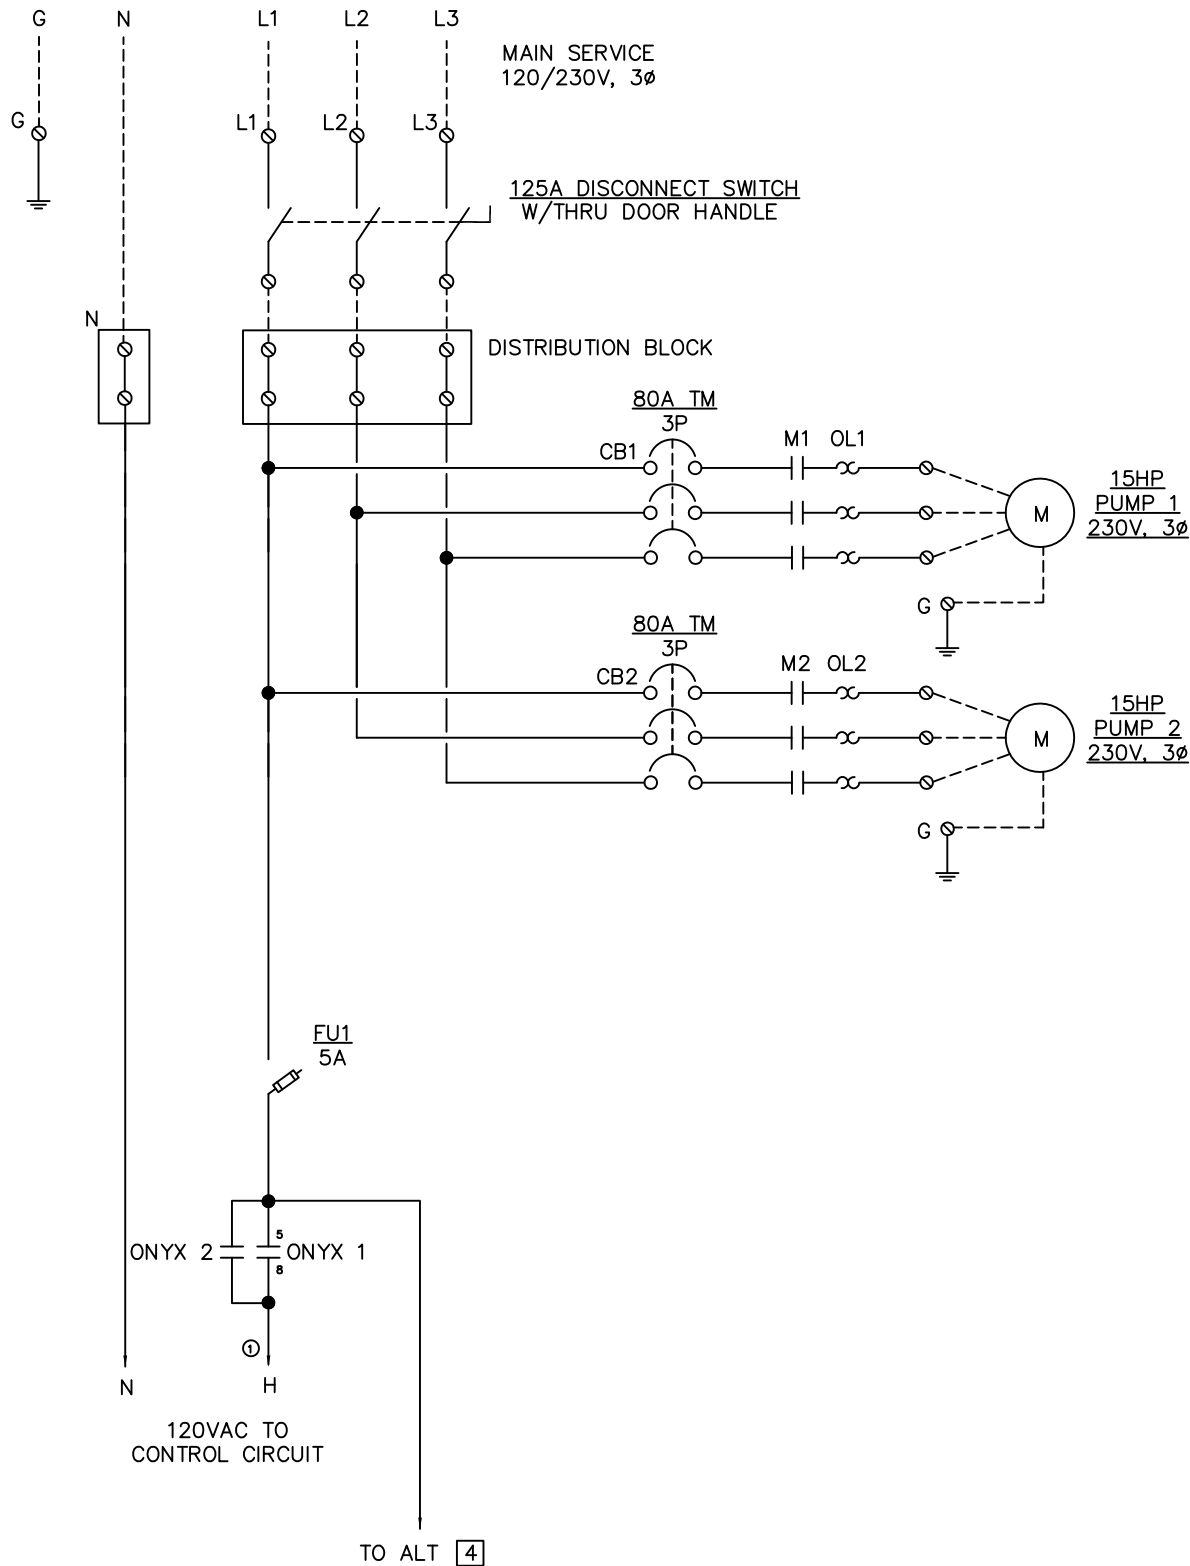 G N L1 L2 L3
MAIN SERVICE
120/230V, 3ø
G L1 L2 L3
125A DISCONNECT SWITCH
W/THRU DOOR HANDLE
N
DISTRIBUTION BLOCK
80A TM
3P
CB1 M1 OL1
M
15HP
PUMP 1
230V, 3ø
G
80A TM
3P
CB2 M2 OL2
M
15HP
PUMP 2
230V, 3ø
G
FU1
5A
5
ONYX 2 ONYX 1
8
1
N H
120VAC TO
CONTROL CIRCUIT
TO ALT 4